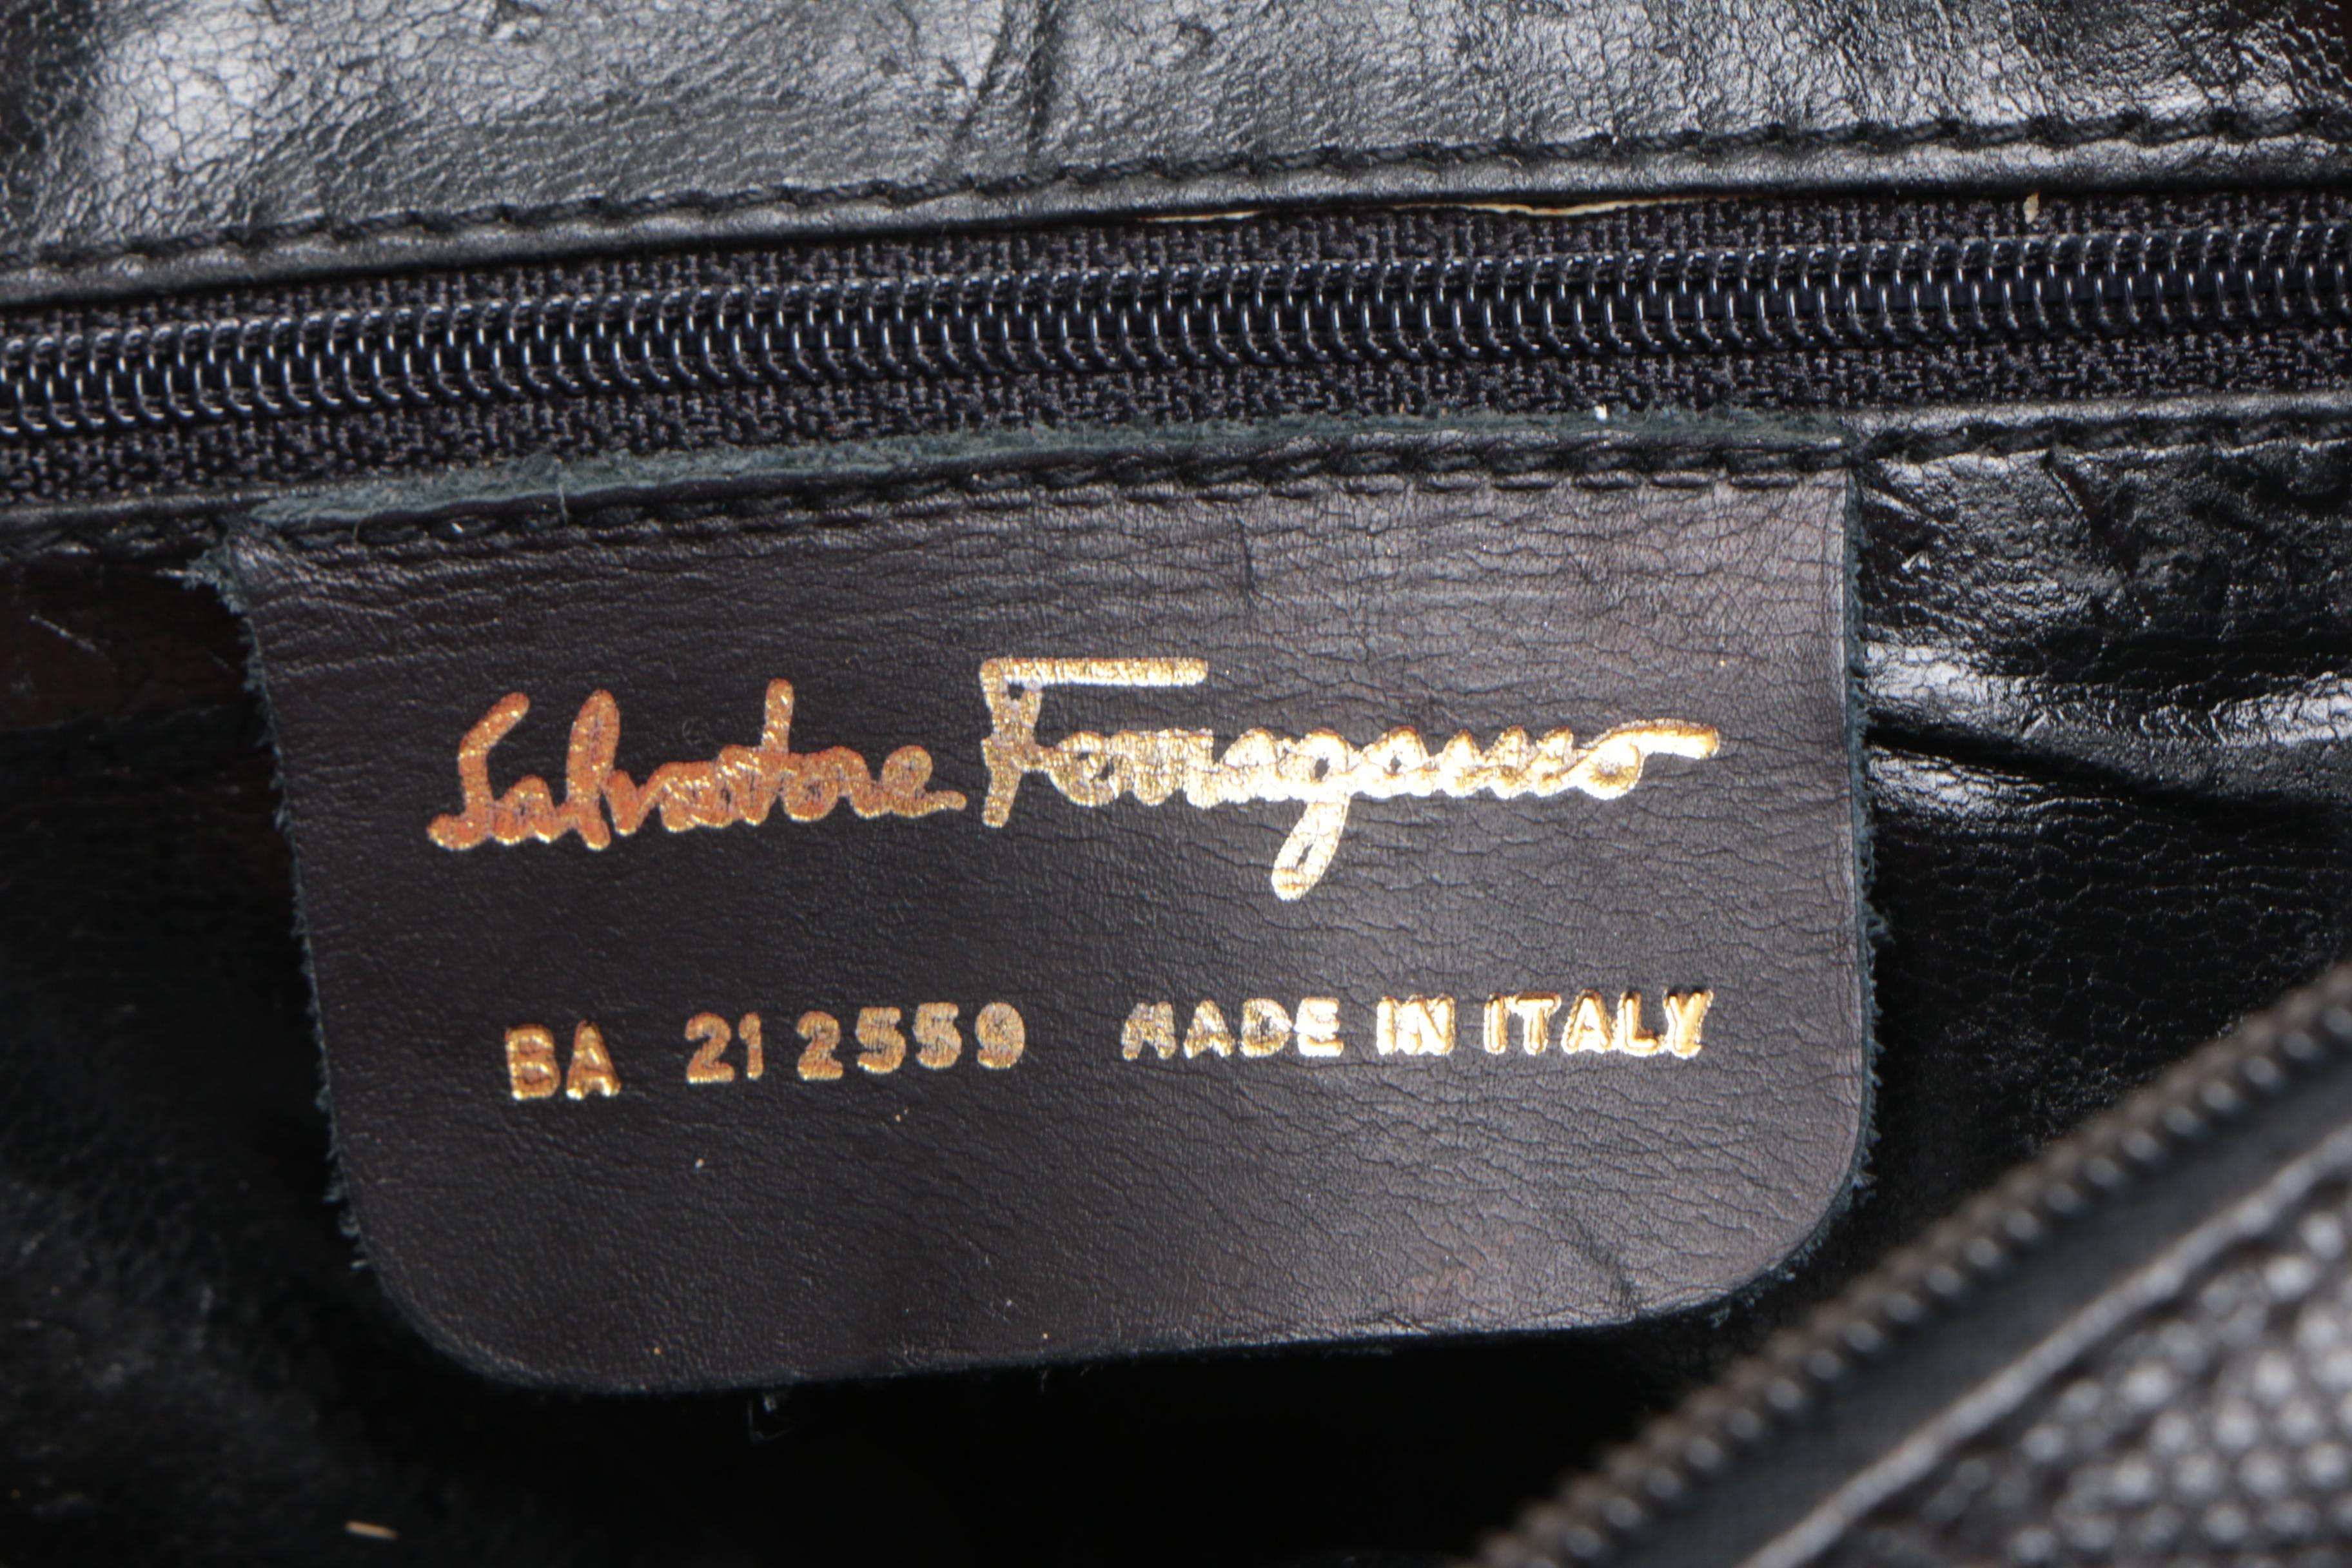 Salvatore Ferragamo
BA 21 2559 MADE IN ITALY